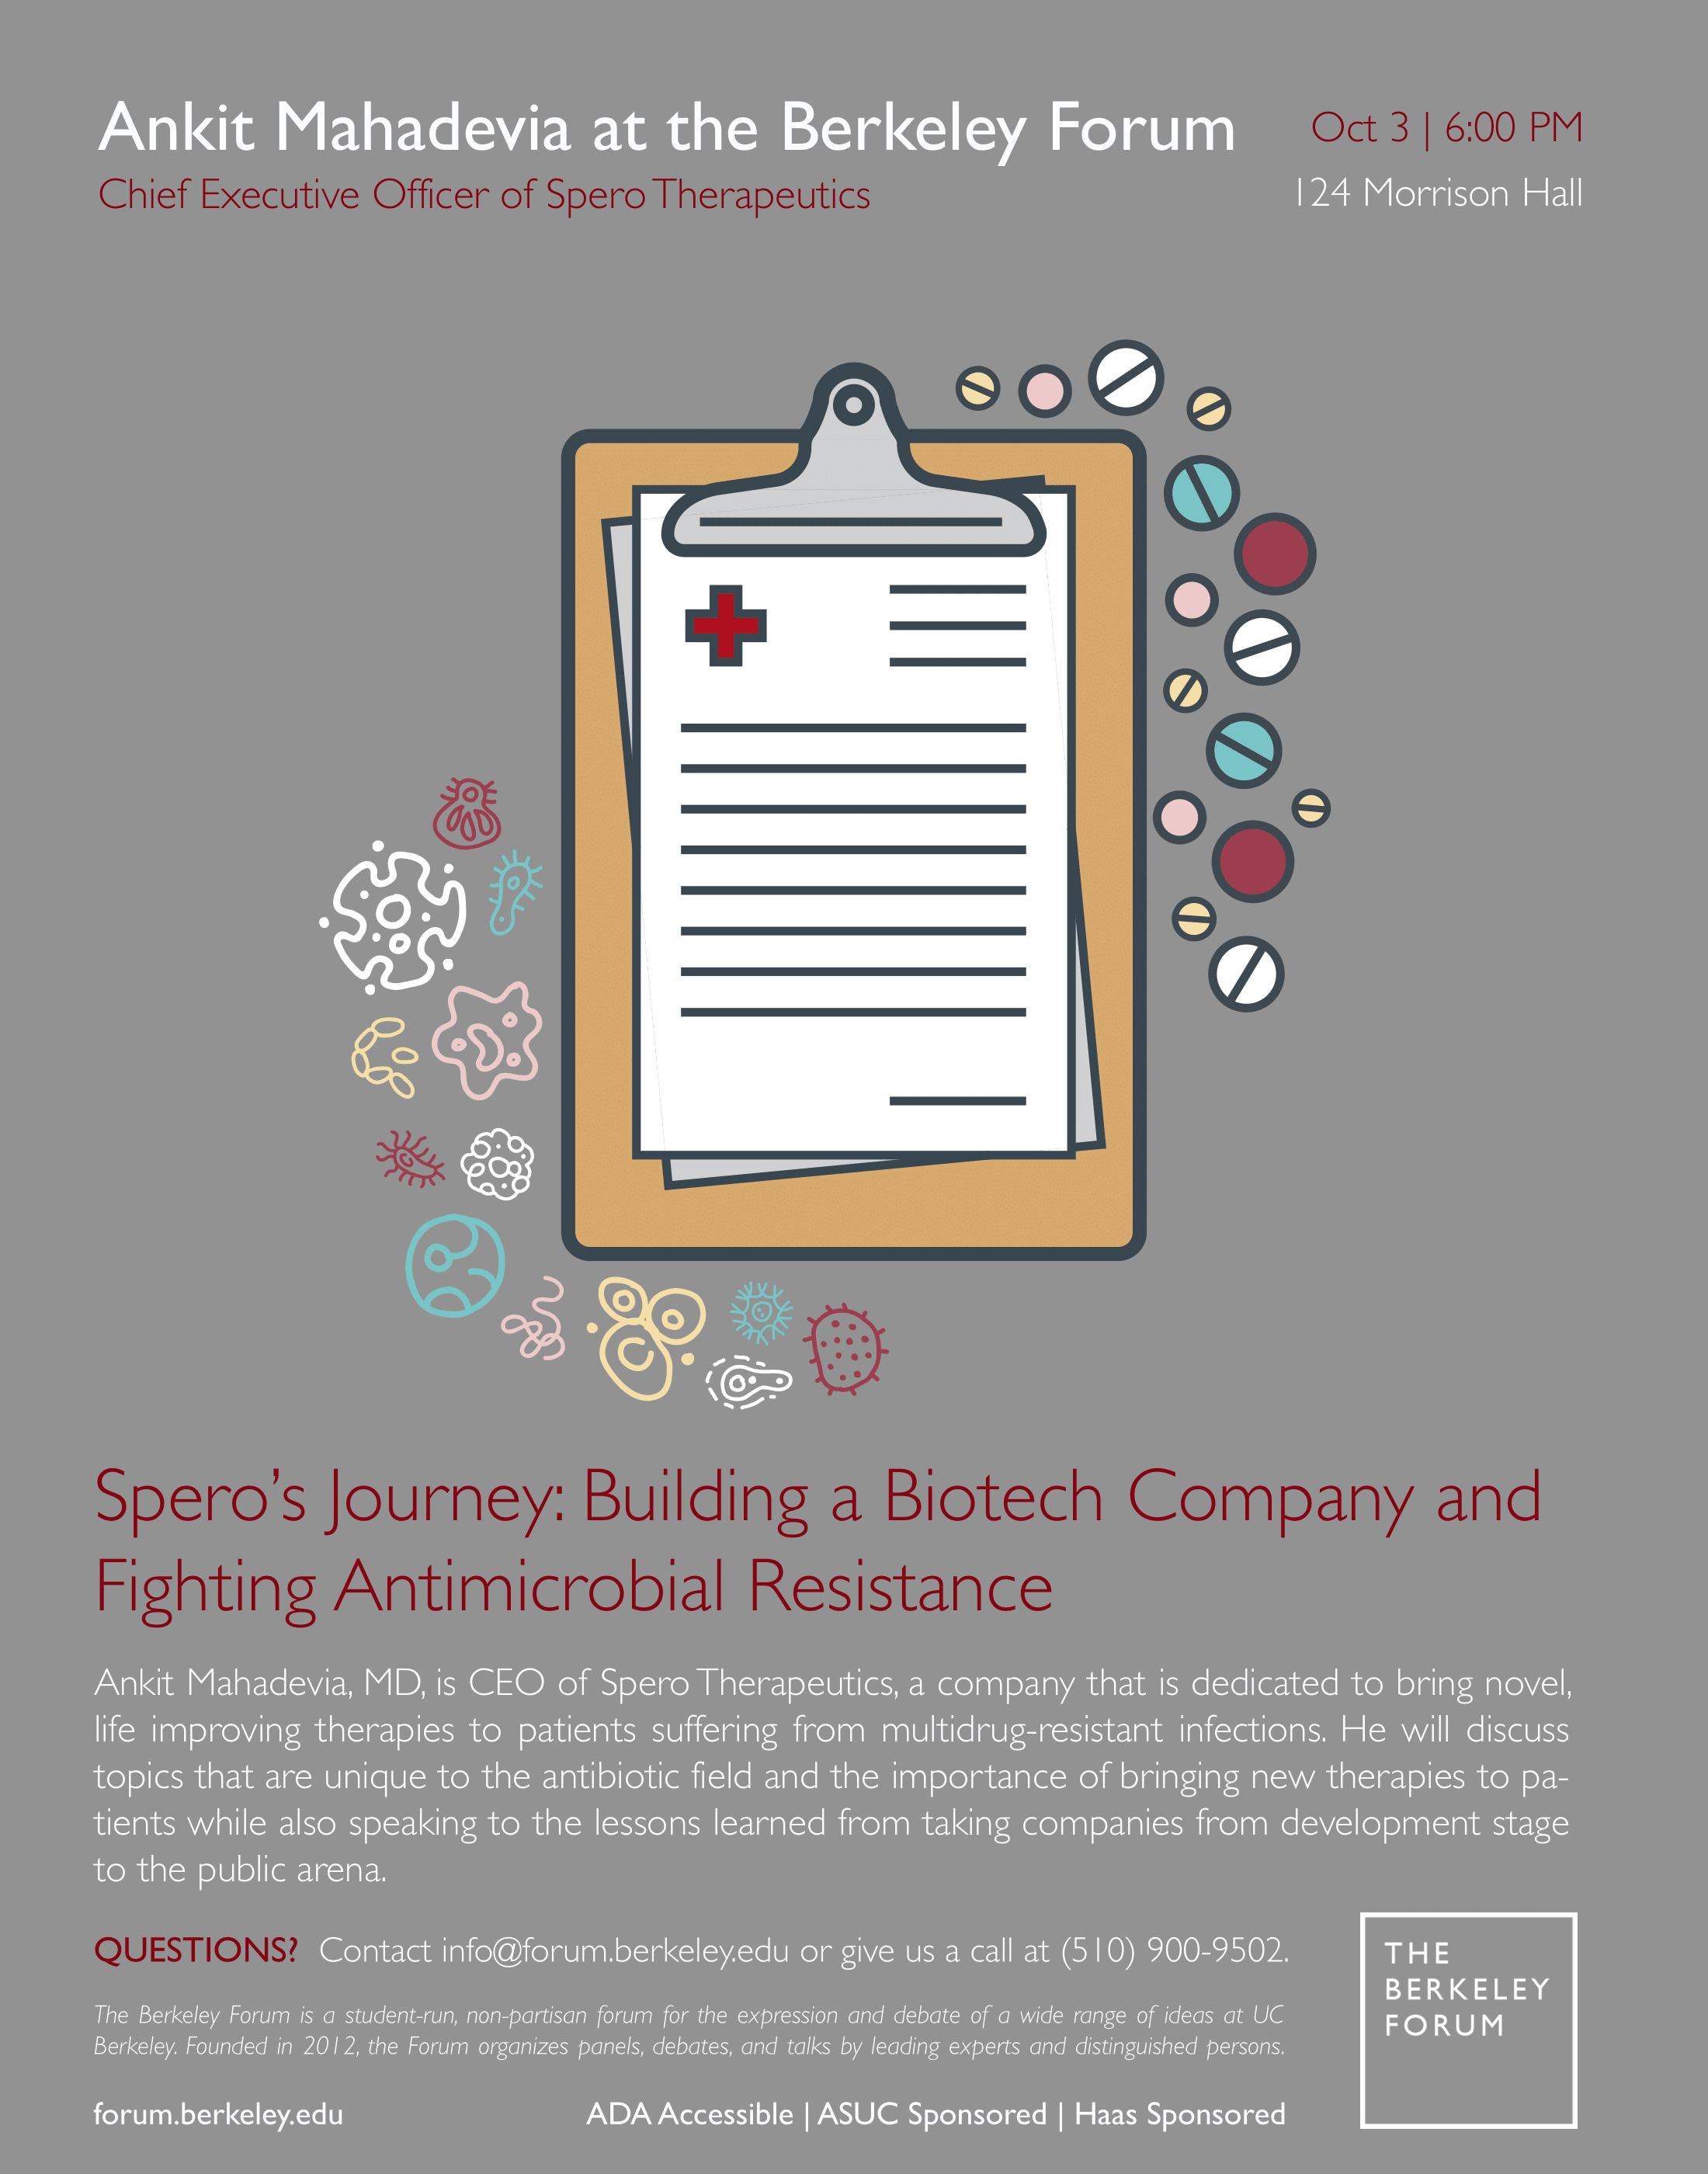 Ankit Mahadevia at the Berkeley Forum
Oct 3 | 6:00 PM
Chief Executive Officer of Spero Therapeutics
124 Morrison Hall
Spero’s Journey: Building a Biotech Company and
Fighting Antimicrobial Resistance
Ankit Mahadevia, MD, is CEO of Spero Therapeutics, a company that is dedicated to bring novel,
life improving therapies to patients suffering from multidrug-resistant infections. He will discuss
topics that are unique to the antibiotic field and the importance of bringing new therapies to pa-
tients while also speaking to the lessons learned from taking companies from development stage
to the public arena.
QUESTIONS? Contact info@forum.berkeley.edu or give us a call at (510) 900-9502.
The Berkeley Forum is a student-run, non-partisan forum for the expression and debate of a wide range of ideas at UC
Berkeley. Founded in 2012, the Forum organizes panels, debates, and talks by leading experts and distinguished persons.
forum.berkeley.edu
ADA Accessible | ASUC Sponsored | Haas Sponsored
THE
BERKELEY
FORUM